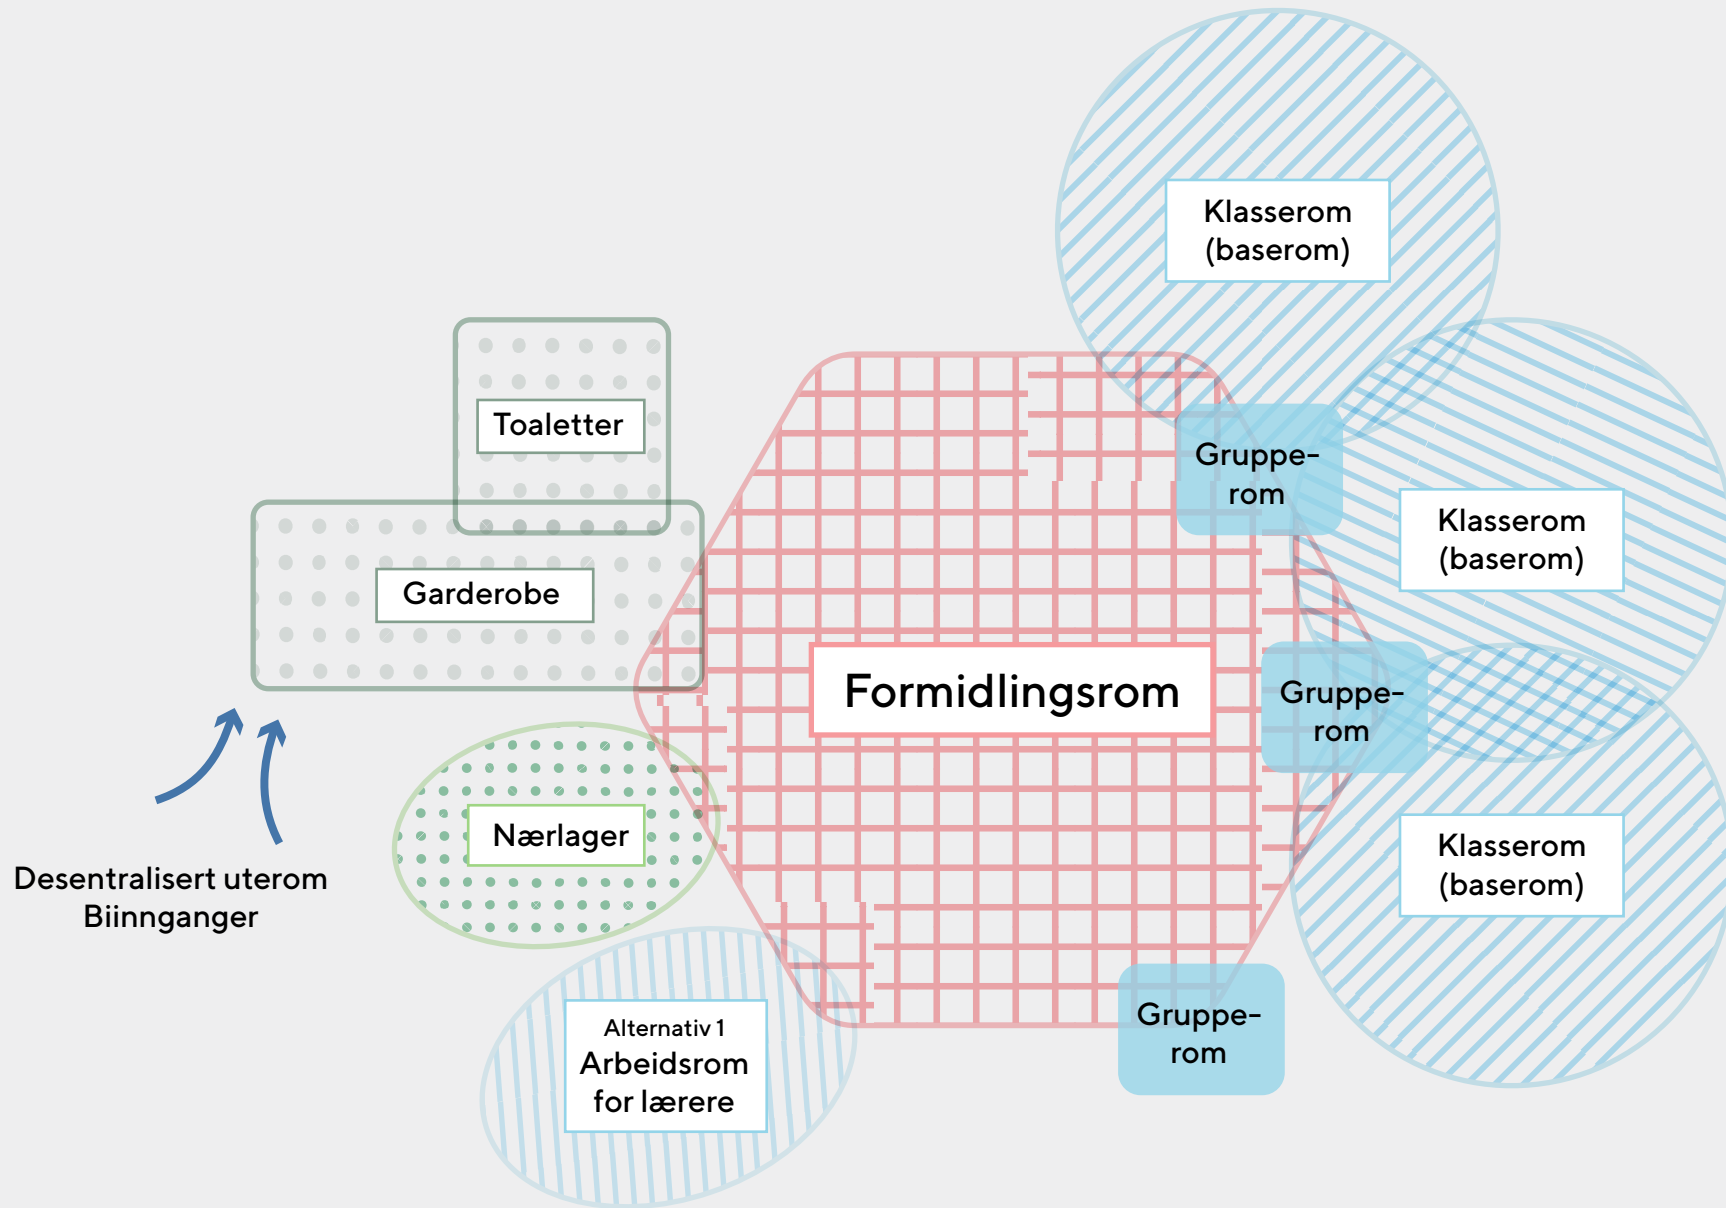 Klasserom
(baserom)
Toaletter
Gruppe-
rom
Klasserom
(baserom)
Garderobe
Formidlingsrom
Gruppe-
rom
Nærlager
Klasserom
(baserom)
Desentralisert uterom
Biinnganger
Gruppe-
rom
Alternativ 1
Arbeidsrom
for lærere